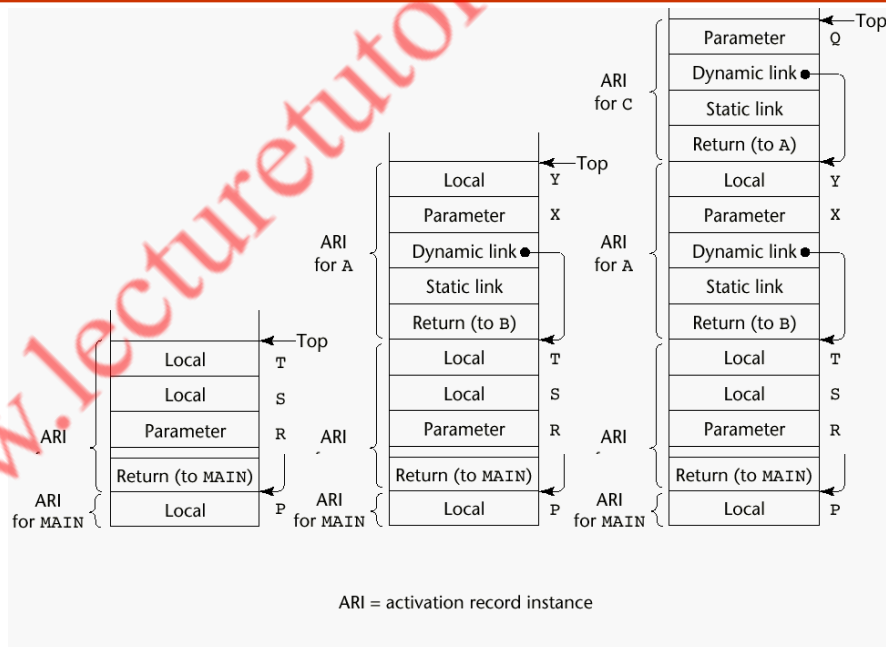 www.lecturetutor
Top
Local T
Local S
Parameter R
ARI
Return (to MAIN)
ARI
for MAIN
Local P
Top
Local Y
Parameter X
ARI
for A
Dynamic link
Static link
Return (to B)
Local T
Local S
Parameter R
ARI
Return (to MAIN)
ARI
for MAIN
Local P
Top
Parameter Q
ARI
for C
Dynamic link
Static link
Return (to A)
Local Y
Parameter X
ARI
for A
Dynamic link
Static link
Return (to B)
Local T
Local S
Parameter R
ARI
Return (to MAIN)
ARI
for MAIN
Local P
ARI = activation record instance